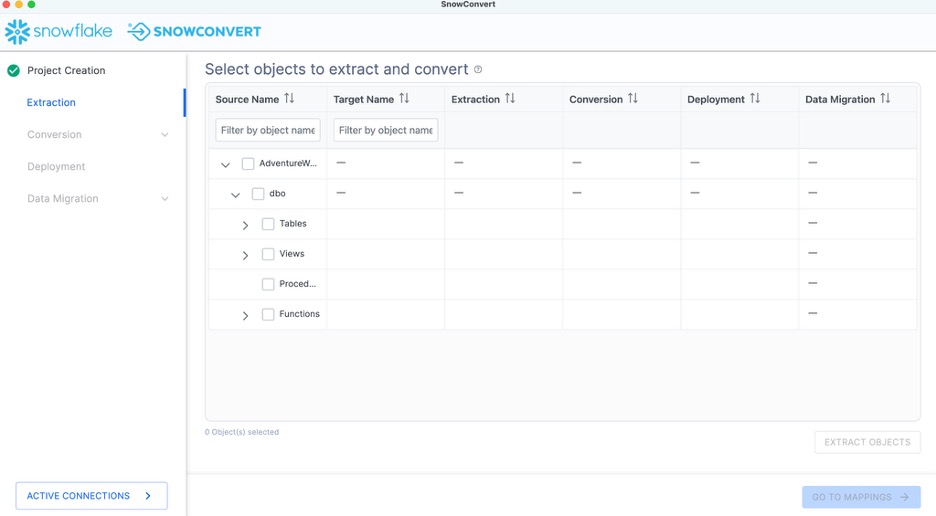 SnowConvert
snowflake SNOWCONVERT
Project Creation
Extraction
Conversion
Deployment
Data Migration
ACTIVE CONNECTIONS
Select objects to extract and convert
Source Name Target Name Extraction Conversion Deployment Data Migration
Filter by object name Filter by object name
AdventureW... — — — — —
dbo — — — — —
Tables —
Views —
Proced... —
Functions —
0 Object(s) selected
EXTRACT OBJECTS
GO TO MAPPINGS